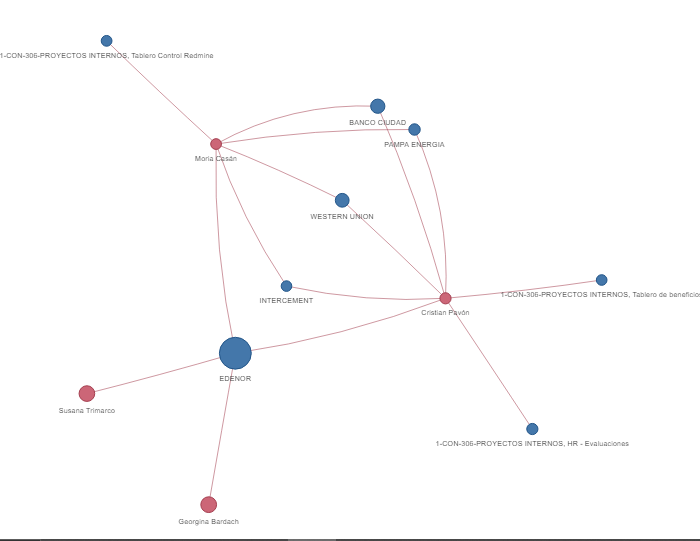 1-CON-306-PROYECTOS INTERNOS, Tablero Control Redmine
BANCO CIUDAD
PAMPA ENERGIA
Moria Casán
WESTERN UNION
1-CON-306-PROYECTOS INTERNOS, Tablero de beneficios
INTERCEMENT
Cristian Pavón
EDENOR
Susana Trimarco
1-CON-306-PROYECTOS INTERNOS, HR - Evaluaciones
Georgina Bardach